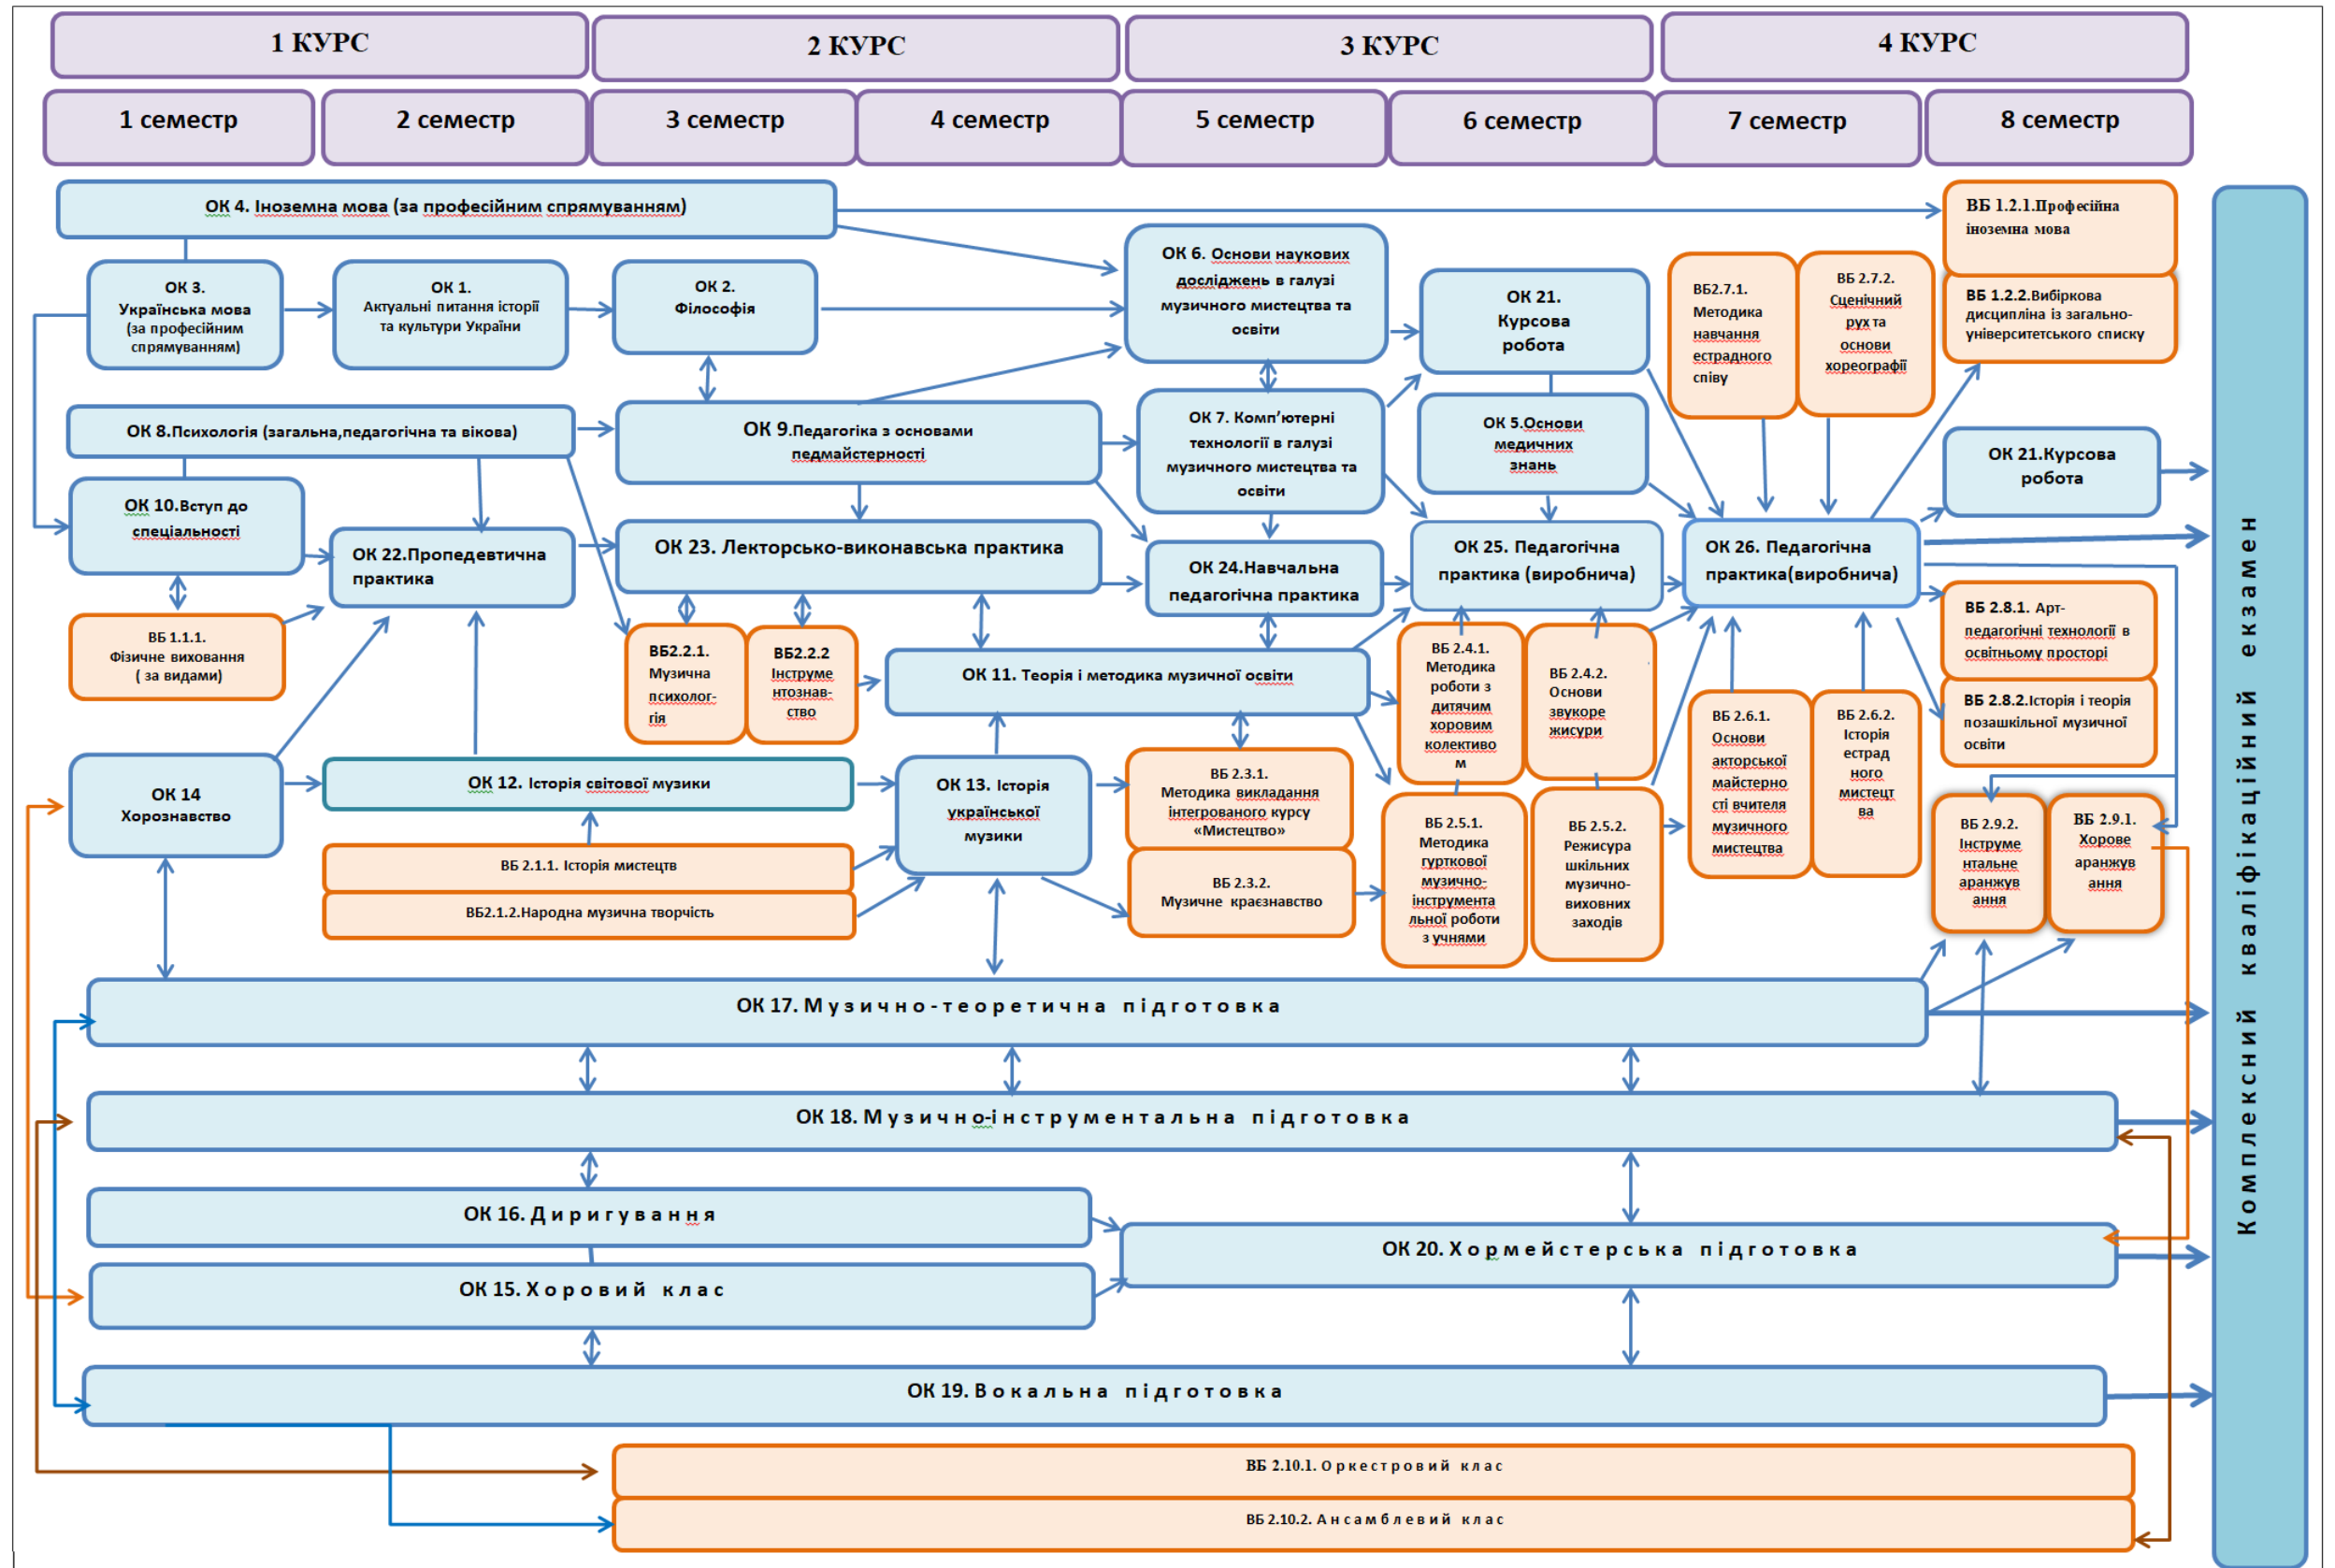 1 КУРС
2 КУРС
3 КУРС
4 КУРС
1 семестр
2 семестр
3 семестр
4 семестр
5 семестр
6 семестр
7 семестр
8 семестр
ОК 4. Іноземна мова (за професійним спрямуванням)
ОК 3.
Українська мова
(за професійним
спрямуванням)
ОК 1.
Актуальні питання історії
та культури України
ОК 2.
Філософія
ОК 6. Основи наукових
досліджень в галузі
музичного мистецтва та
освіти
ОК 21.
Курсова
робота
ВБ2.7.1.
Методика
навчання
естрадного
співу
ВБ 2.7.2.
Сценічний
рух та
основи
хореографії
ВБ 1.2.1.Професійна
іноземна мова
ВБ 1.2.2.Вибіркова
дисципліна із загально-
університетського списку
ОК 8.Психологія (загальна,педагогічна та вікова)
ОК 9.Педагогіка з основами
педмайстерності
ОК 7. Комп’ютерні
технології в галузі
музичного мистецтва та
освіти
ОК 5.Основи
медичних
знань
ОК 21.Курсова
робота
ОК 10.Вступ до
спеціальності
ОК 22.Пропедевтична
практика
ОК 23. Лекторсько-виконавська практика
ОК 24.Навчальна
педагогічна практика
ОК 25. Педагогічна
практика (виробнича)
ОК 26. Педагогічна
практика(виробнича)
ВБ 1.1.1.
Фізичне виховання
( за видами)
ВБ2.2.1.
Музична
психолог-
гія
ВБ2.2.2
Інструме
нтознав-
ство
ОК 11. Теорія і методика музичної освіти
ВБ 2.4.1.
Методика
роботи з
дитячим
хоровим
колективо
м
ВБ 2.4.2.
Основи
звукоре
жисури
ВБ 2.6.1.
Основи
акторської
майстерно
сті вчителя
музичного
мистецтва
ВБ 2.6.2.
Історія
естрад
ного
мистецт
ва
ВБ 2.8.1. Арт-
педагогічні технології в
освітньому просторі
ВБ 2.8.2.Історія і теорія
позашкільної музичної
освіти
ОК 14
Хорознавство
ОК 12. Історія світової музики
ОК 13. Історія
української
музики
ВБ 2.1.1. Історія мистецтв
ВБ2.1.2.Народна музична творчість
ВБ 2.3.1.
Методика викладання
інтегрованого курсу
«Мистецтво»
ВБ 2.3.2.
Музичне краєзнавство
ВБ 2.5.1.
Методика
гурткової
музично-
інструмента
льної роботи
з учнями
ВБ 2.5.2.
Режисура
шкільних
музично-
виховних
заходів
ВБ 2.9.2.
Інструме
нтальне
аранжув
ання
ВБ 2.9.1.
Хорове
аранжув
ання
ОК 17. Музично-теоретична підготовка
ОК 18. Музично-інструментальна підготовка
ОК 16. Диригування
ОК 20. Хормейстерська підготовка
ОК 15. Хоровий клас
ОК 19. Вокальна підготовка
ВБ 2.10.1. Оркестровий клас
ВБ 2.10.2. Ансамблевий клас
Комплексний кваліфікаційний екзамен